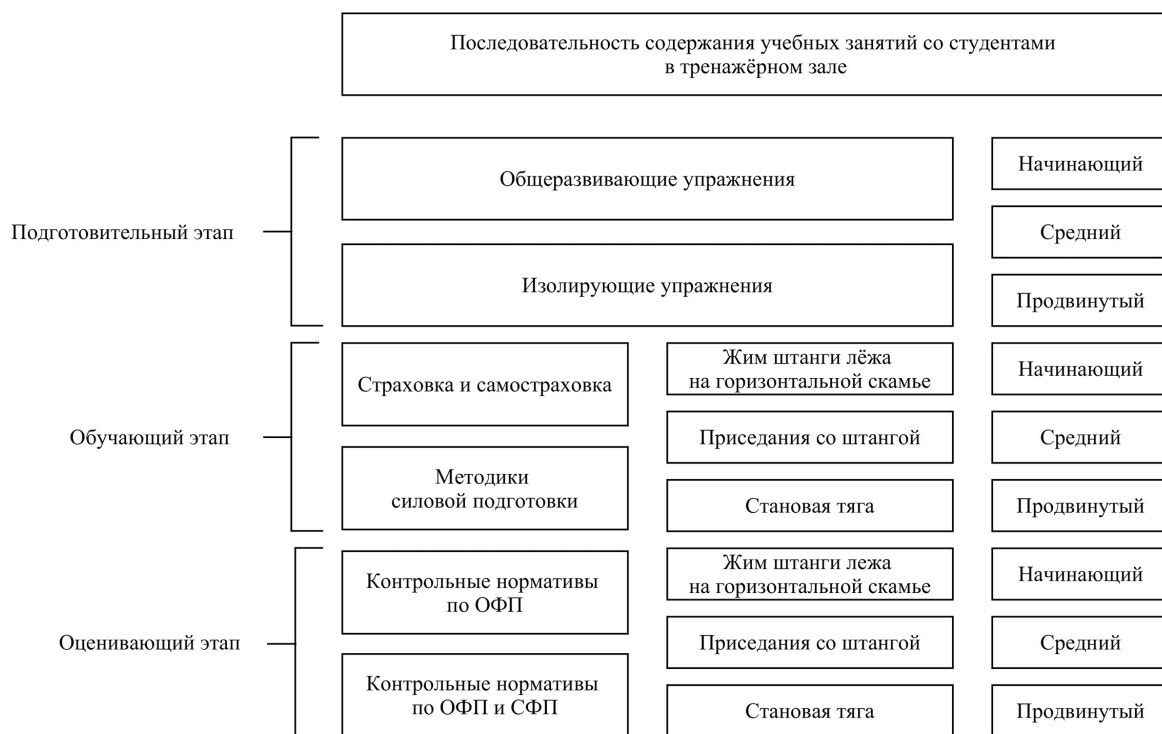 Последовательность содержания учебных занятий со студентами
в тренажёрном зале
Подготовительный этап
Общеразвивающие упражнения
Изолирующие упражнения
Начинающий
Средний
Продвинутый
Обучающий этап
Страховка и самостраховка
Методики
силовой подготовки
Жим штанги лёжа
на горизонтальной скамье
Приседания со штангой
Становая тяга
Начинающий
Средний
Продвинутый
Оценивающий этап
Контрольные нормативы
по ОФП
Контрольные нормативы
по ОФП и СФП
Жим штанги лежа
на горизонтальной скамье
Приседания со штангой
Становая тяга
Начинающий
Средний
Продвинутый